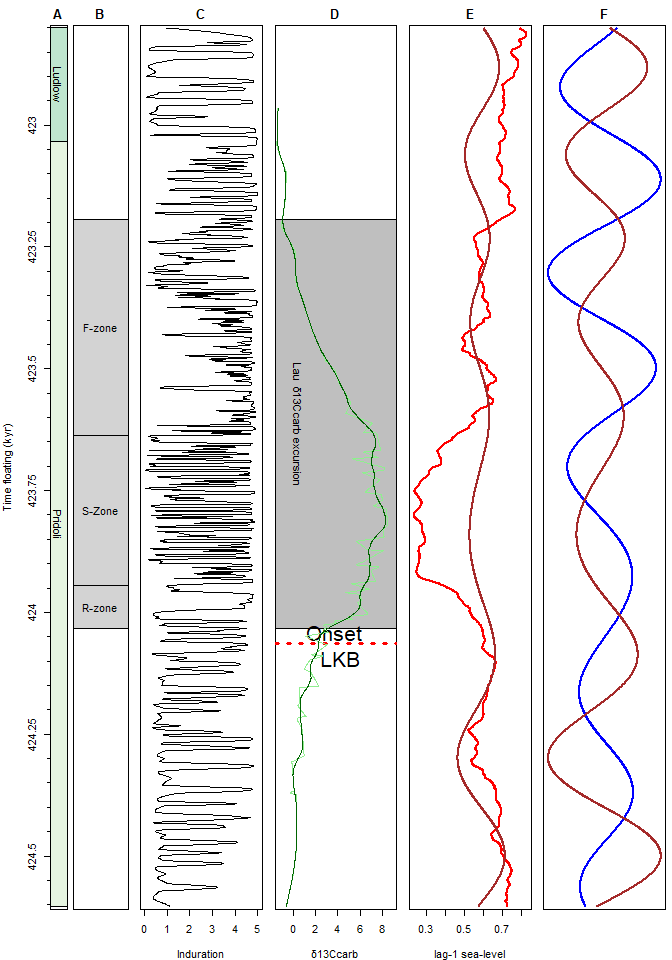 A B C D E F
Ludlow
Pridoli
Time floating (kyr)
423
423.25
423.5
423.75
424
424.25
424.5
F-zone
S-Zone
R-zone
Lau δ13Ccarb excursion
Onset
LKB
0 1 2 3 4 5
Induration
0 2 4 6 8
δ13Ccarb
0.3 0.5 0.7
lag-1 sea-level